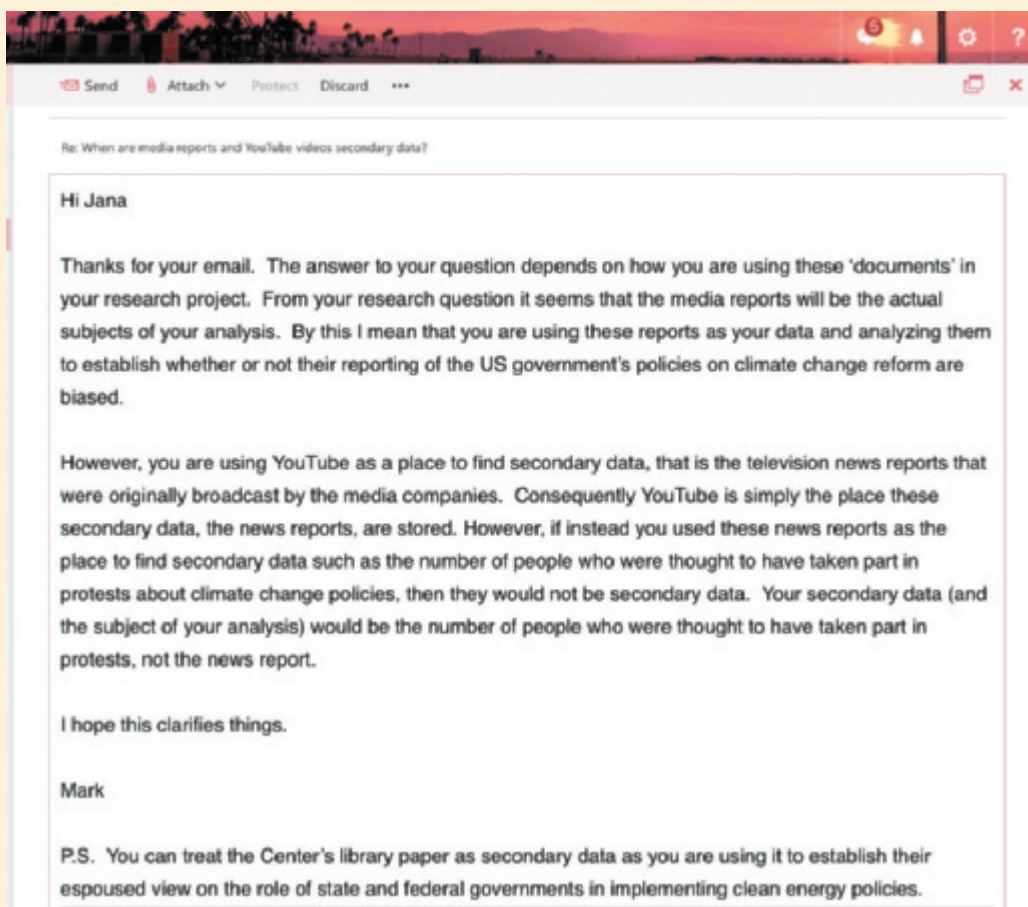 5
?
Send Attach Protect Discard •••
Re: When are media reports and YouTube videos secondary data?
Hi Jana
Thanks for your email. The answer to your question depends on how you are using these ‘documents’ in
your research project. From your research question it seems that the media reports will be the actual
subjects of your analysis. By this I mean that you are using these reports as your data and analyzing them
to establish whether or not their reporting of the US government’s policies on climate change reform are
biased.
However, you are using YouTube as a place to find secondary data, that is the television news reports that
were originally broadcast by the media companies. Consequently YouTube is simply the place these
secondary data, the news reports, are stored. However, if instead you used these news reports as the
place to find secondary data such as the number of people who were thought to have taken part in
protests about climate change policies, then they would not be secondary data. Your secondary data (and
the subject of your analysis) would be the number of people who were thought to have taken part in
protests, not the news report.
I hope this clarifies things.
Mark
P.S. You can treat the Center’s library paper as secondary data as you are using it to establish their
espoused view on the role of state and federal governments in implementing clean energy policies.